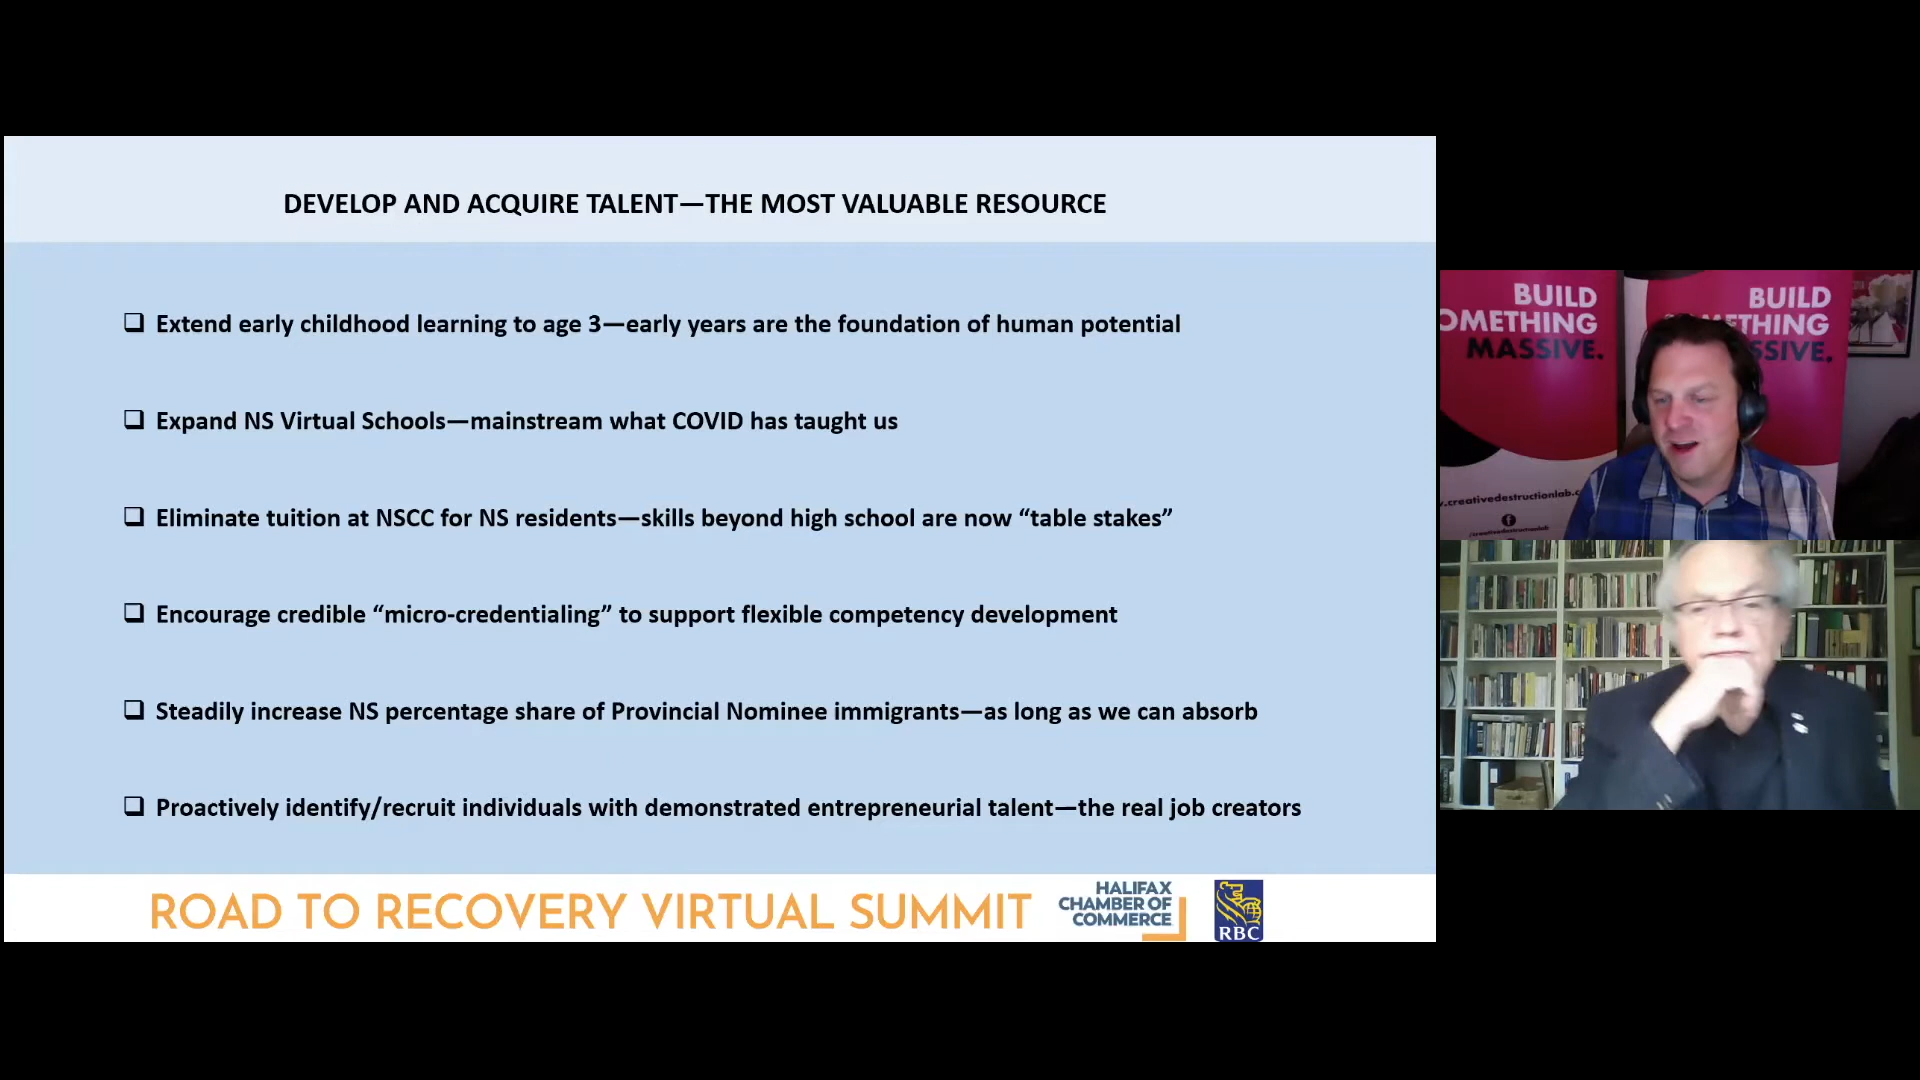 DEVELOP AND ACQUIRE TALENT—THE MOST VALUABLE RESOURCE
❑ Extend early childhood learning to age 3—early years are the foundation of human potential
❑ Expand NS Virtual Schools—mainstream what COVID has taught us
❑ Eliminate tuition at NSCC for NS residents—skills beyond high school are now “table stakes”
❑ Encourage credible “micro-credentialing” to support flexible competency development
❑ Steadily increase NS percentage share of Provincial Nominee immigrants—as long as we can absorb
❑ Proactively identify/recruit individuals with demonstrated entrepreneurial talent—the real job creators
ROAD TO RECOVERY VIRTUAL SUMMIT
HALIFAX
CHAMBER OF
COMMERCE
RBC
BUILD
OMETHING
MASSIVE.
.creativedestructionlab.c
/creativedestructionlab
BUILD
THING
SSIVE.